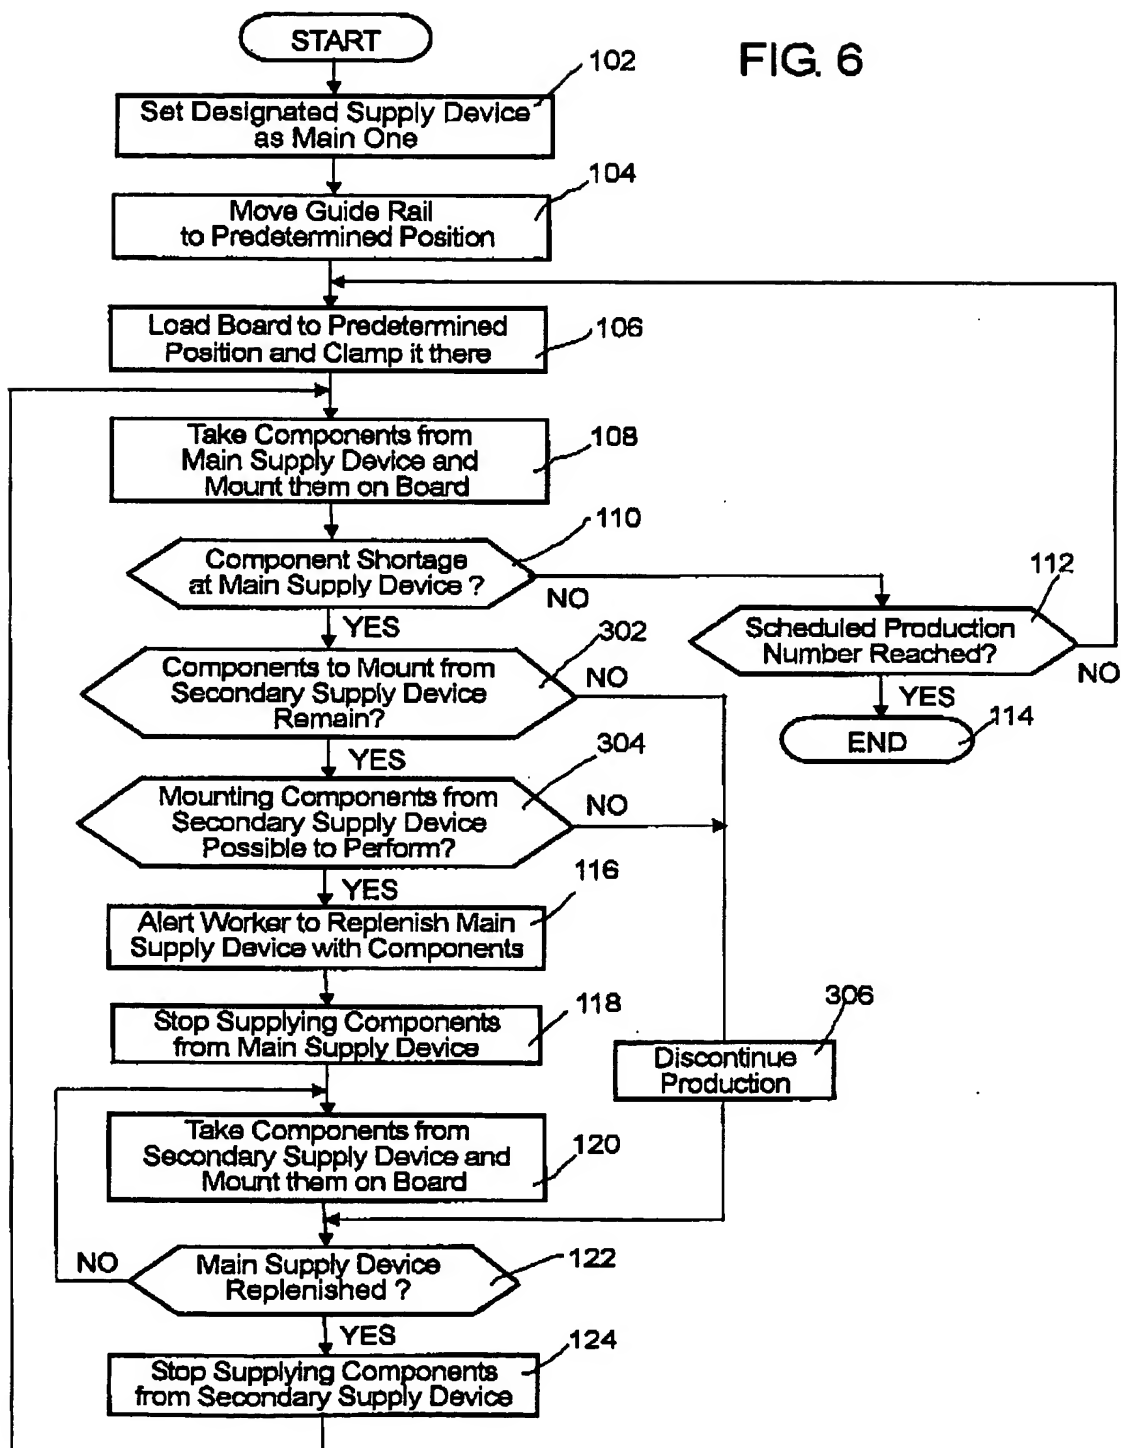 START
FIG. 6
102
Set Designated Supply Device
as Main One
104
Move Guide Rail
to Predetermined Position
Load Board to Predetermined
Position and Clamp it there
106
Take Components from
Main Supply Device and
Mount them on Board
108
110
Component Shortage
at Main Supply Device ?
NO
YES
112
Scheduled Production
Number Reached?
NO
YES
END
114
302
Components to Mount from
Secondary Supply Device
Remain?
NO
YES
304
Mounting Components from
Secondary Supply Device
Possible to Perform?
NO
YES
116
Alert Worker to Replenish Main
Supply Device with Components
118
Stop Supplying Components
from Main Supply Device
306
Discontinue
Production
Take Components from
Secondary Supply Device and
Mount them on Board
120
NO
Main Supply Device
Replenished ?
122
YES
124
Stop Supplying Components
from Secondary Supply Device